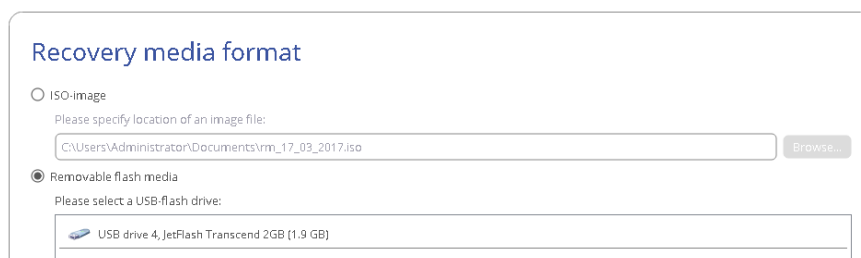 Recovery media format
ISO-image
Please specify location of an image file:
C:\Users\Administrator\Documents\rm_17_03_2017.iso
Browse...
Removable flash media
Please select a USB-flash drive:
USB drive 4, JetFlash Transcend 2GB [1.9 GB]